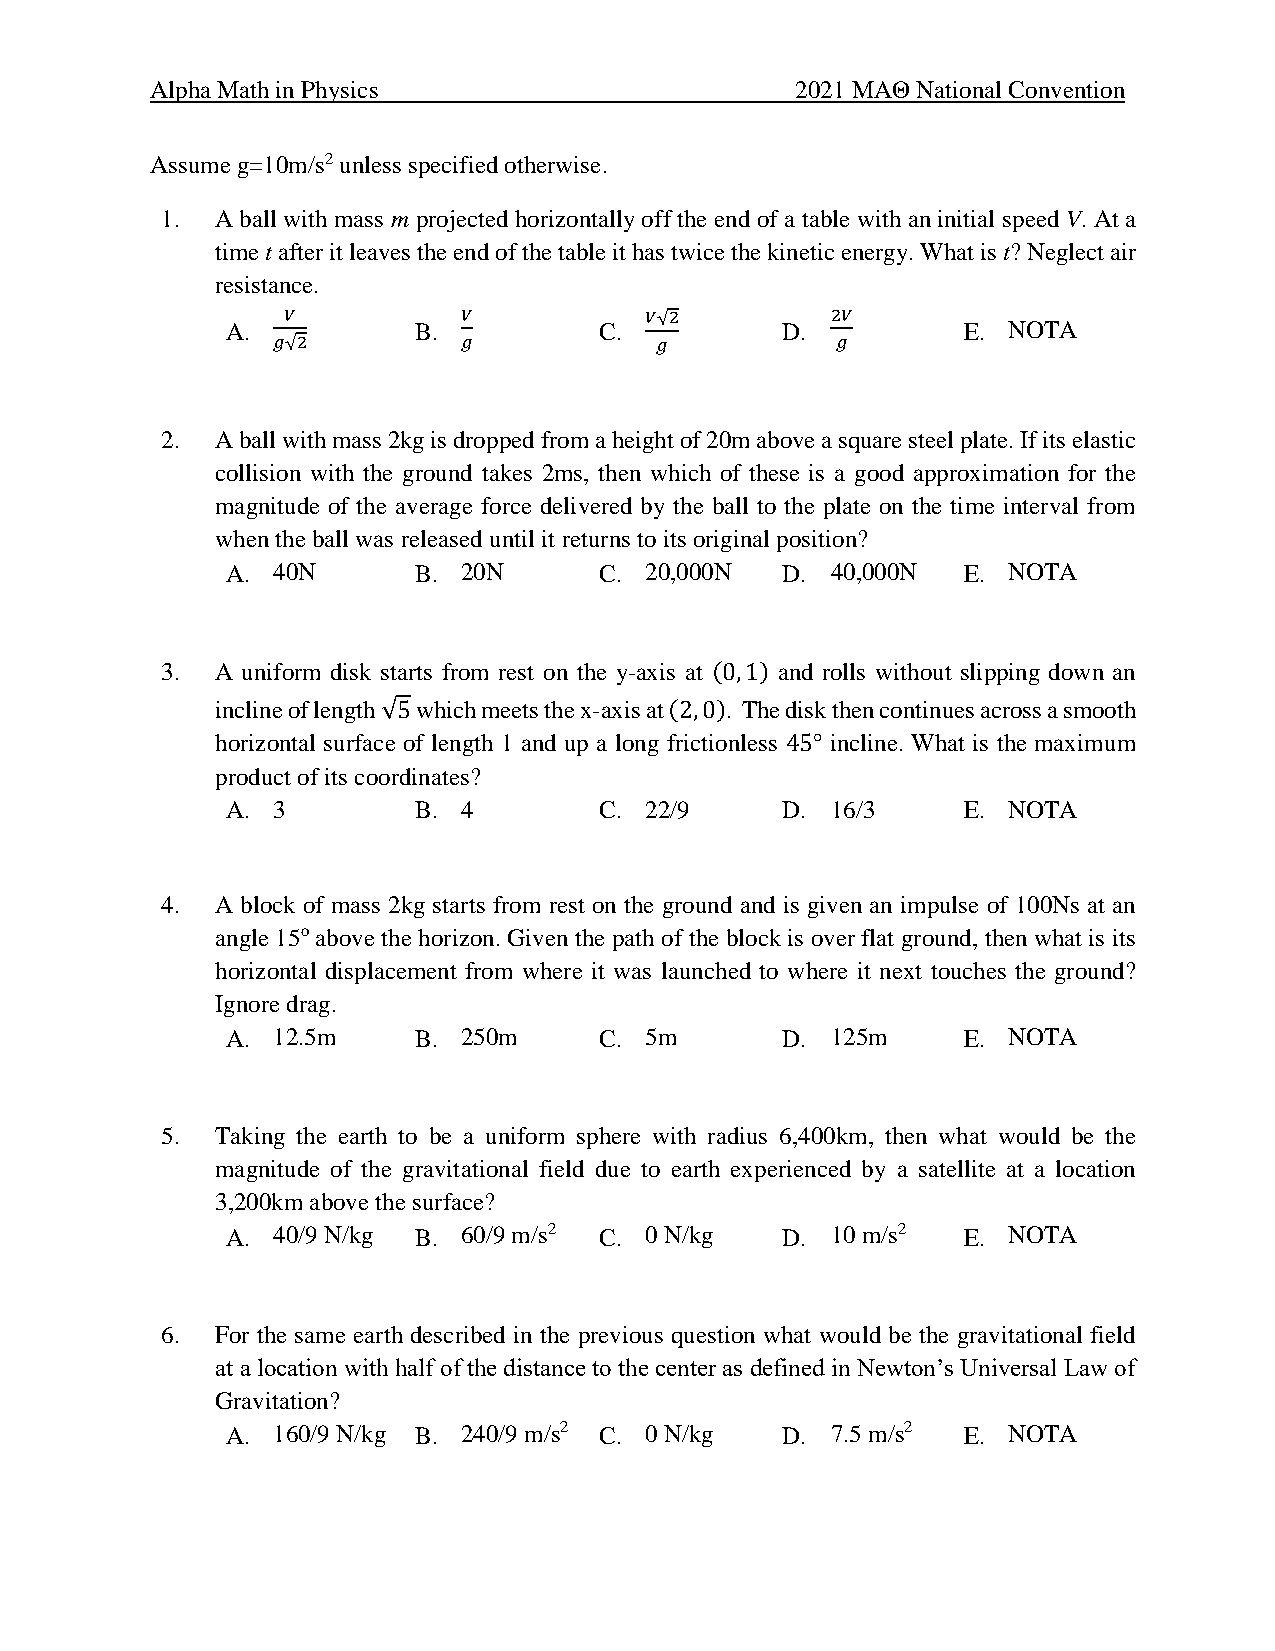 Alpha Math in Physics 2021 MAΘ National Convention
Assume g=10m/s² unless specified otherwise.
1. A ball with mass m projected horizontally off the end of a table with an initial speed V. At a
time t after it leaves the end of the table it has twice the kinetic energy. What is t? Neglect air
resistance.
A. V/(g√2) B. V/g C. V√2/g D. 2V/g E. NOTA
2. A ball with mass 2kg is dropped from a height of 20m above a square steel plate. If its elastic
collision with the ground takes 2ms, then which of these is a good approximation for the
magnitude of the average force delivered by the ball to the plate on the time interval from
when the ball was released until it returns to its original position?
A. 40N B. 20N C. 20,000N D. 40,000N E. NOTA
3. A uniform disk starts from rest on the y-axis at (0,1) and rolls without slipping down an
incline of length √5 which meets the x-axis at (2,0). The disk then continues across a smooth
horizontal surface of length 1 and up a long frictionless 45° incline. What is the maximum
product of its coordinates?
A. 3 B. 4 C. 22/9 D. 16/3 E. NOTA
4. A block of mass 2kg starts from rest on the ground and is given an impulse of 100Ns at an
angle 15º above the horizon. Given the path of the block is over flat ground, then what is its
horizontal displacement from where it was launched to where it next touches the ground?
Ignore drag.
A. 12.5m B. 250m C. 5m D. 125m E. NOTA
5. Taking the earth to be a uniform sphere with radius 6,400km, then what would be the
magnitude of the gravitational field due to earth experienced by a satellite at a location
3,200km above the surface?
A. 40/9 N/kg B. 60/9 m/s² C. 0 N/kg D. 10 m/s² E. NOTA
6. For the same earth described in the previous question what would be the gravitational field
at a location with half of the distance to the center as defined in Newton’s Universal Law of
Gravitation?
A. 160/9 N/kg B. 240/9 m/s² C. 0 N/kg D. 7.5 m/s² E. NOTA